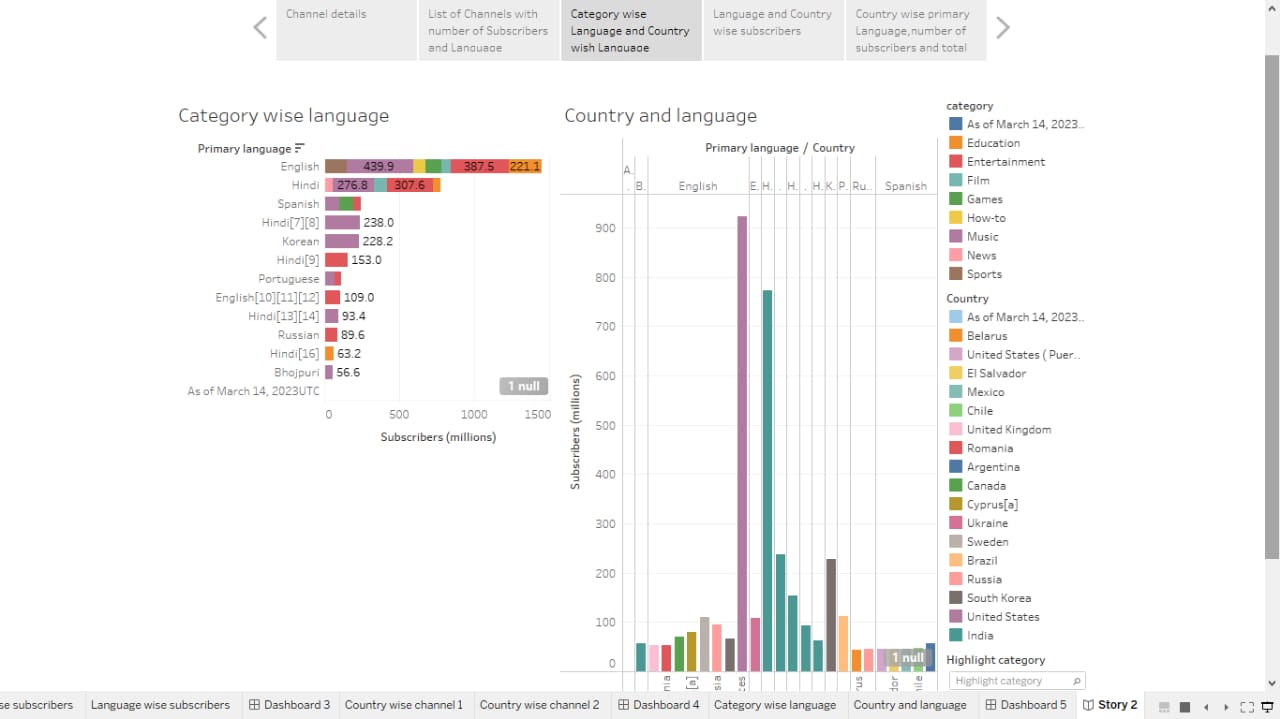 Channel details
List of Channels with
number of Subscribers
and Language
Category wise
Language and Country
wish Language
Language and Country
wise subscribers
Country wise primary
Language,number of
subscribers and total
Category wise language
Primary language
English
439.9
387.5
221.1
Hindi
276.8
307.6
Spanish
Hindi[7][8]
238.0
Korean
228.2
Hindi[9]
153.0
Portuguese
English[10][11][12]
109.0
Hindi[13][14]
93.4
Russian
89.6
Hindi[16]
63.2
Bhojpuri
56.6
As of March 14, 2023UTC
1 null
0
500
1000
1500
Subscribers (millions)
Country and language
Primary language / Country
A.
. B.
English
E. H. . H. . H. K. P. Ru..
Spanish
Subscribers (millions)
900
800
700
600
500
400
300
200
100
0
1 null
nia
[a]
sia
es
us
dor
ile
category
As of March 14, 2023..
Education
Entertainment
Film
Games
How-to
Music
News
Sports
Country
As of March 14, 2023..
Belarus
United States ( Puer..
El Salvador
Mexico
Chile
United Kingdom
Romania
Argentina
Canada
Cyprus[a]
Ukraine
Sweden
Brazil
Russia
South Korea
United States
India
Highlight category
Highlight category
se subscribers
Language wise subscribers
Dashboard 3
Country wise channel 1
Country wise channel 2
Dashboard 4
Category wise language
Country and language
Dashboard 5
Story 2